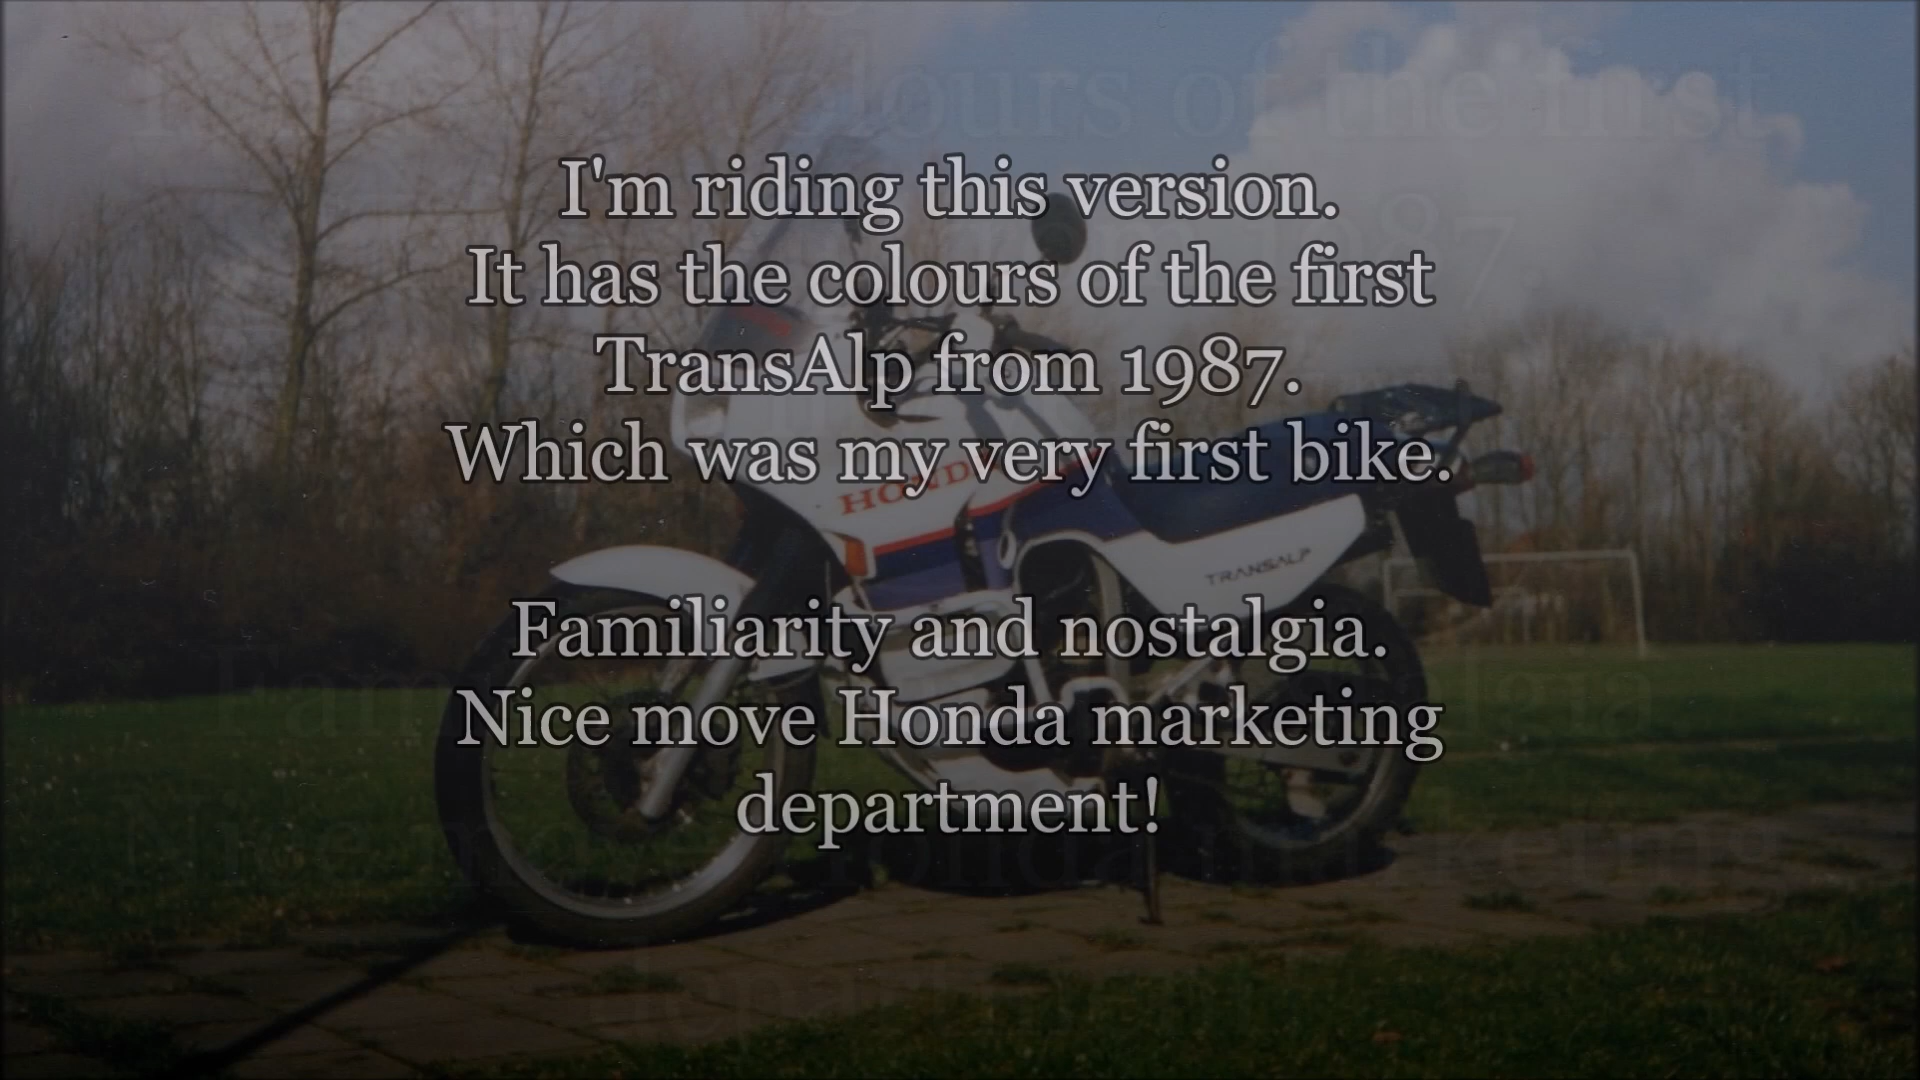 I'm riding this version.
It has the colours of the first
TransAlp from 1987.
Which was my very first bike.
Familiarity and nostalgia.
Nice move Honda marketing
department!
HONDA
TRANSALP